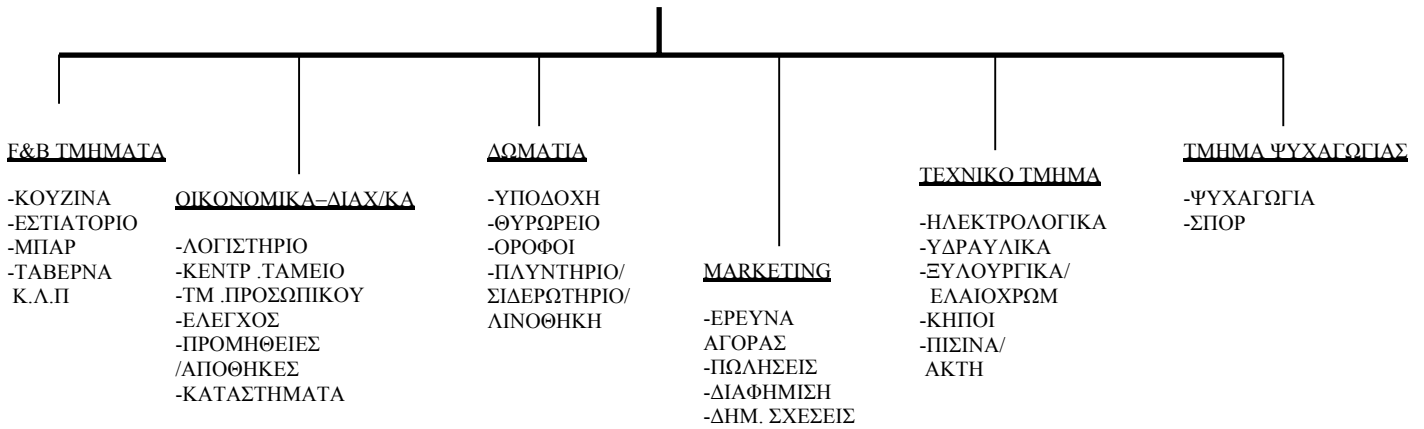 F&B ΤΜΗΜΑΤΑ
-ΚΟΥΖΙΝΑ
-ΕΣΤΙΑΤΟΡΙΟ
-ΜΠΑΡ
-ΤΑΒΕΡΝΑ
Κ.Λ.Π
ΟΙΚΟΝΟΜΙΚΑ–ΔΙΑΧ/ΚΑ
-ΛΟΓΙΣΤΗΡΙΟ
-ΚΕΝΤΡ .ΤΑΜΕΙΟ
-ΤΜ .ΠΡΟΣΩΠΙΚΟΥ
-ΕΛΕΓΧΟΣ
-ΠΡΟΜΗΘΕΙΕΣ
/ΑΠΟΘΗΚΕΣ
-ΚΑΤΑΣΤΗΜΑΤΑ
ΔΩΜΑΤΙΑ
-ΥΠΟΔΟΧΗ
-ΘΥΡΩΡΕΙΟ
-ΟΡΟΦΟΙ
-ΠΛΥΝΤΗΡΙΟ/
ΣΙΔΕΡΩΤΗΡΙΟ/
ΛΙΝΟΘΗΚΗ
MARKETING
-ΕΡΕΥΝΑ
ΑΓΟΡΑΣ
-ΠΩΛΗΣΕΙΣ
-ΔΙΑΦΗΜΙΣΗ
-ΔΗΜ. ΣΧΕΣΕΙΣ
ΤΕΧΝΙΚΟ ΤΜΗΜΑ
-ΗΛΕΚΤΡΟΛΟΓΙΚΑ
-ΥΔΡΑΥΛΙΚΑ
-ΞΥΛΟΥΡΓΙΚΑ/
ΕΛΑΙΟΧΡΩΜ
-ΚΗΠΟΙ
-ΠΙΣΙΝΑ/
ΑΚΤΗ
ΤΜΗΜΑ ΨΥΧΑΓΩΓΙΑΣ
-ΨΥΧΑΓΩΓΙΑ
-ΣΠΟΡ